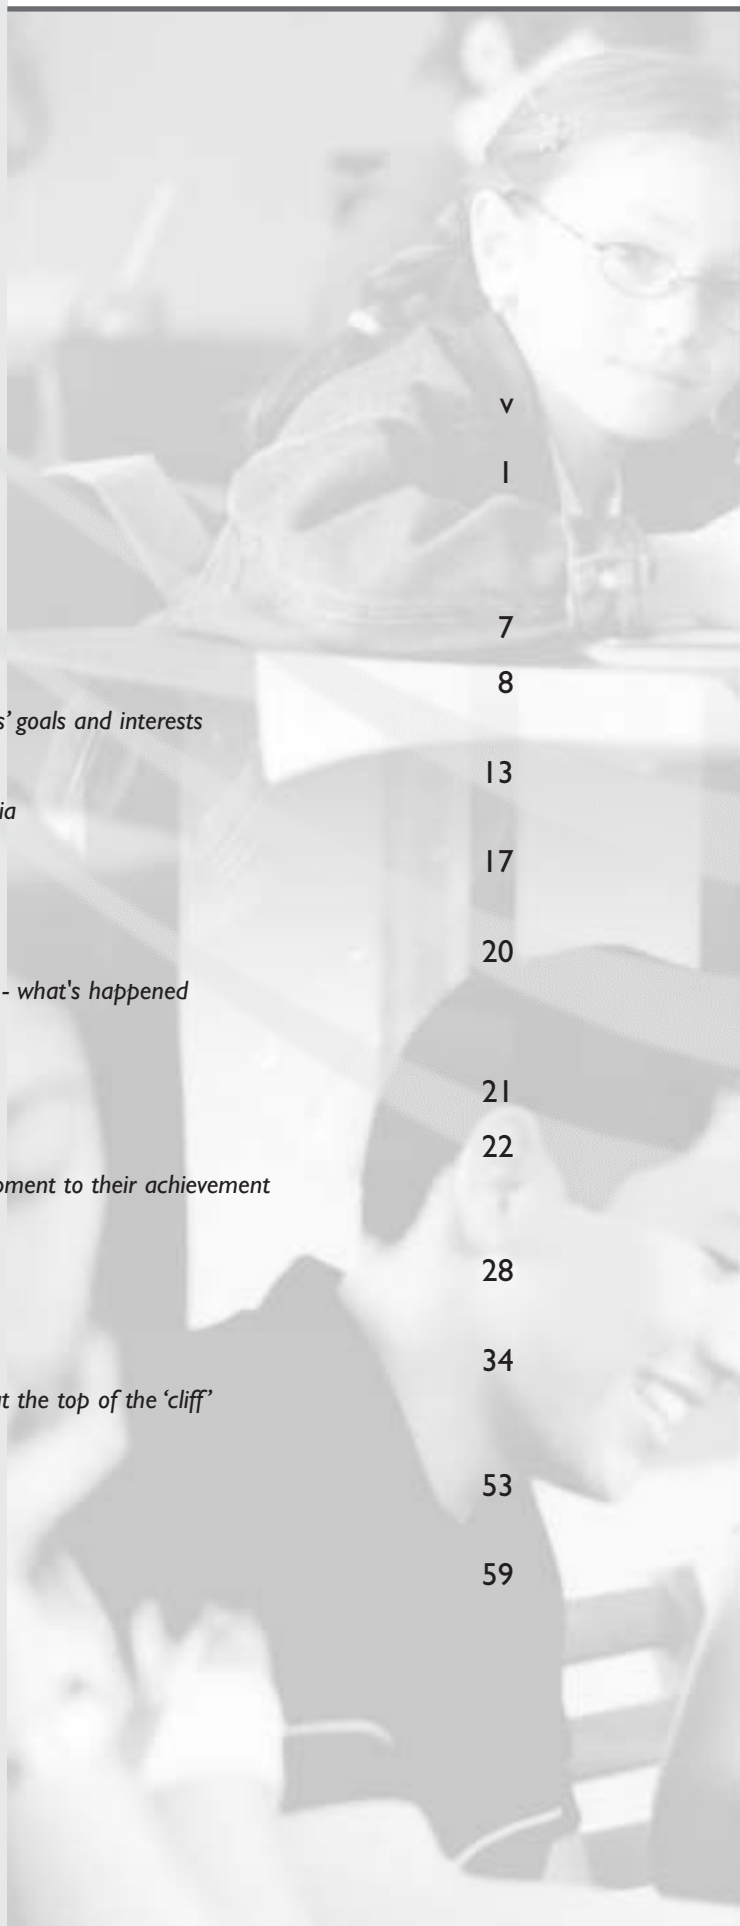 v
1
7
8
s’ goals and interests
13
ia
17
20
- what's happened
21
22
oment to their achievement
28
34
t the top of the ‘cliff’
53
59